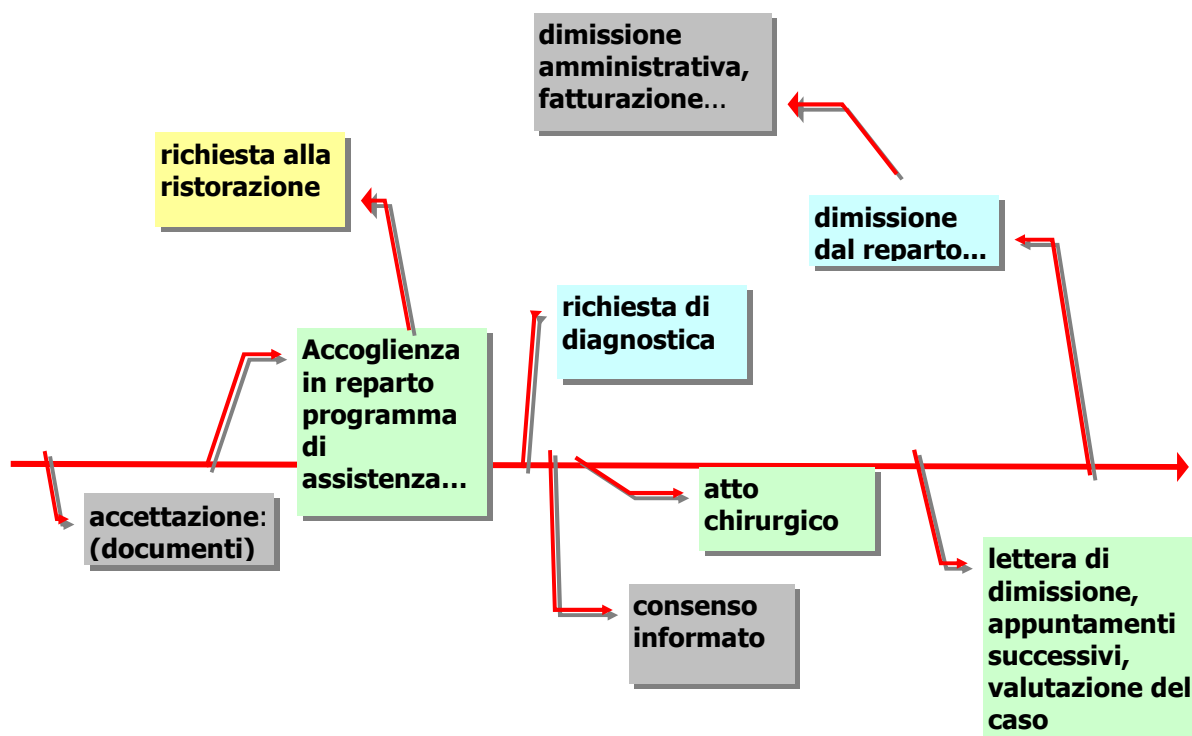 dimissione
amministrativa,
fatturazione...
richiesta alla
ristorazione
dimissione
dal reparto...
richiesta di
diagnostica
Accoglienza
in reparto
programma
di
assistenza...
accettazione:
(documenti)
atto
chirurgico
consenso
informato
lettera di
dimissione,
appuntamenti
successivi,
valutazione del
caso